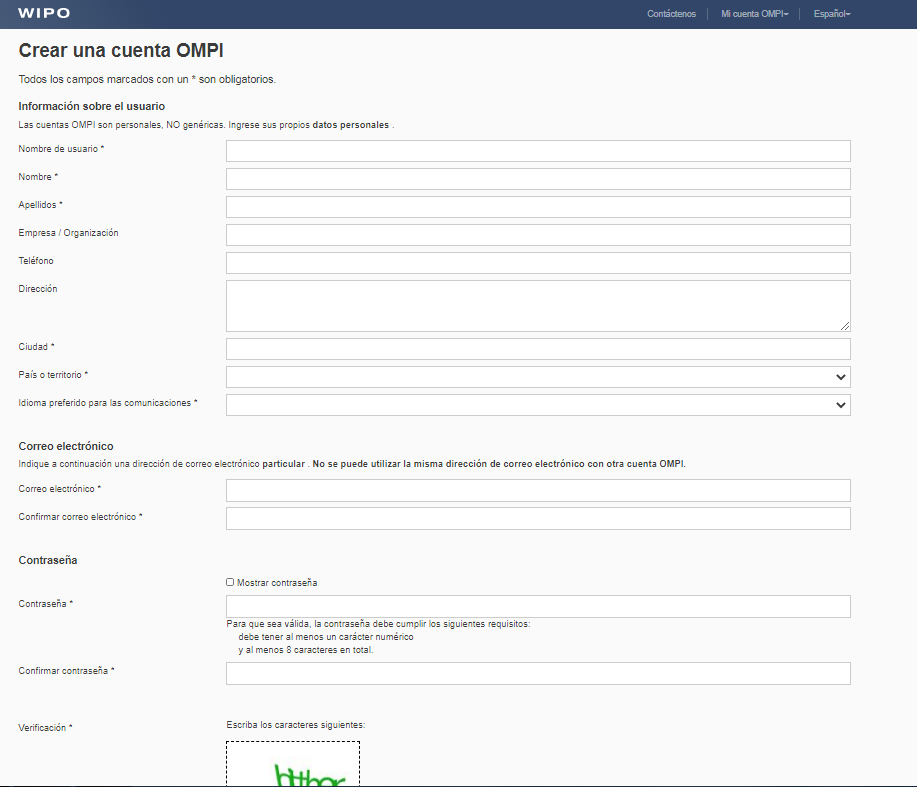 WIPO
Contáctenos
Mi cuenta OMPI
Español
Crear una cuenta OMPI
Todos los campos marcados con un * son obligatorios.
Información sobre el usuario
Las cuentas OMPI son personales, NO genéricas. Ingrese sus propios datos personales .
Nombre de usuario *
Nombre *
Apellidos *
Empresa / Organización
Teléfono
Dirección
Ciudad *
País o territorio *
Idioma preferido para las comunicaciones *
Correo electrónico
Indique a continuación una dirección de correo electrónico particular . No se puede utilizar la misma dirección de correo electrónico con otra cuenta OMPI.
Correo electrónico *
Confirmar correo electrónico *
Contraseña
Mostrar contraseña
Contraseña *
Para que sea válida, la contraseña debe cumplir los siguientes requisitos:
debe tener al menos un carácter numérico
y al menos 8 caracteres en total.
Confirmar contraseña *
Verificación *
Escriba los caracteres siguientes: